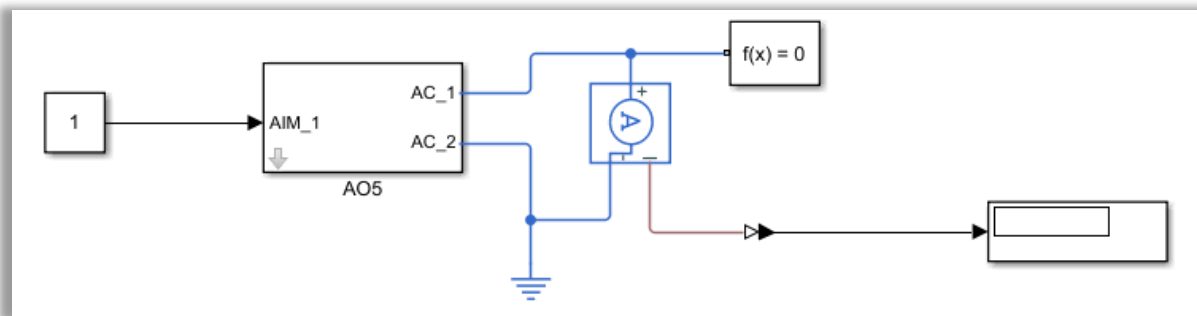 1
AIM_1
AC_1
AC_2
AO5
f(x) = 0
+
A
-
I